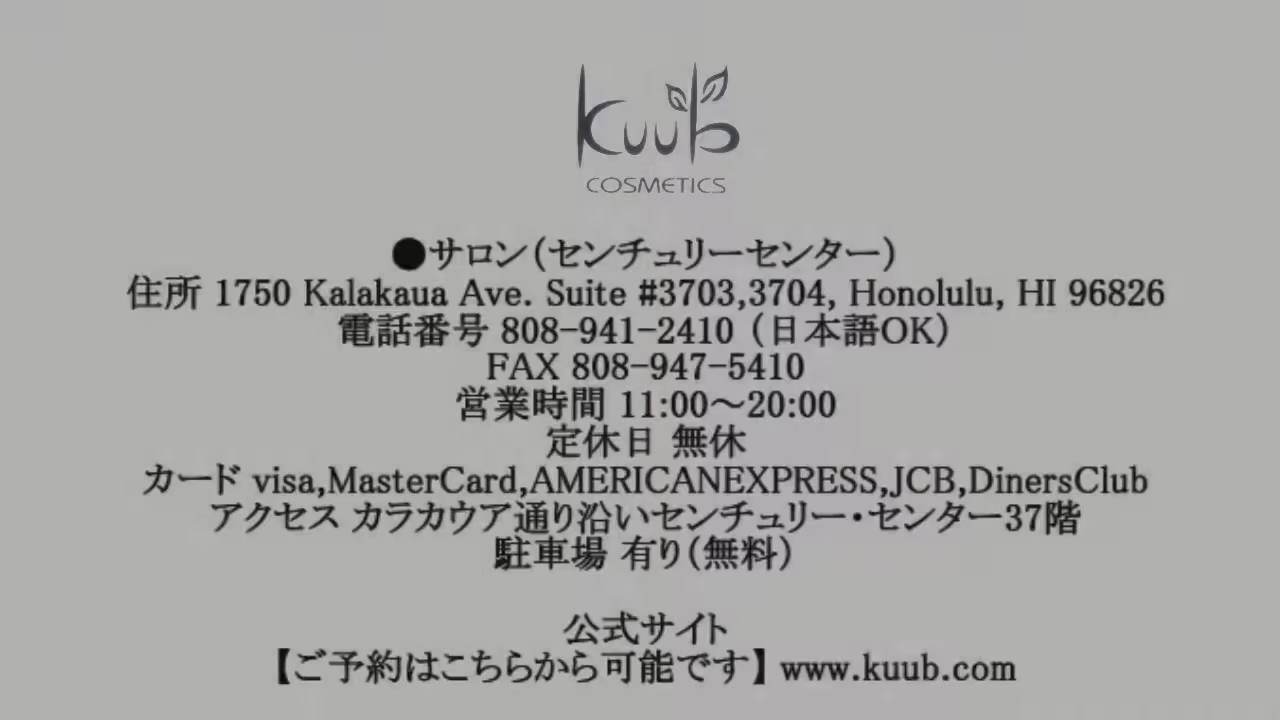 kuub
COSMETICS
●サロン（センチュリーセンター）
住所 1750 Kalakaua Ave. Suite #3703,3704, Honolulu, HI 96826
電話番号 808-941-2410（日本語OK）
FAX 808-947-5410
営業時間 11:00～20:00
定休日 無休
カード visa,MasterCard,AMERICANEXPRESS,JCB,DinersClub
アクセス カラカウア通り沿いセンチュリー・センター37階
駐車場 有り（無料）
公式サイト
【ご予約はこちらから可能です】www.kuub.com